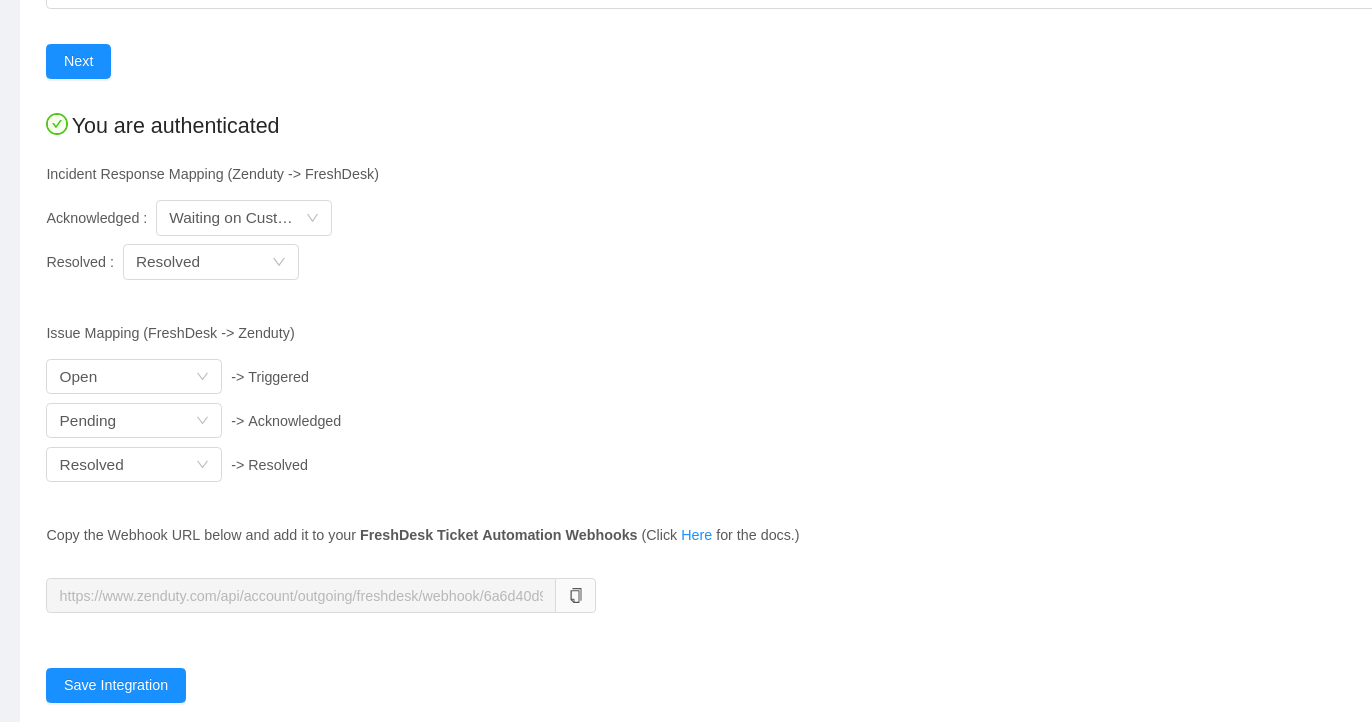 Next
You are authenticated
Incident Response Mapping (Zenduty -> FreshDesk)
Acknowledged : Waiting on Cust…
Resolved : Resolved
Issue Mapping (FreshDesk -> Zenduty)
Open -> Triggered
Pending -> Acknowledged
Resolved -> Resolved
Copy the Webhook URL below and add it to your FreshDesk Ticket Automation Webhooks (Click Here for the docs.)
https://www.zenduty.com/api/account/outgoing/freshdesk/webhook/6a6d40d9
Save Integration